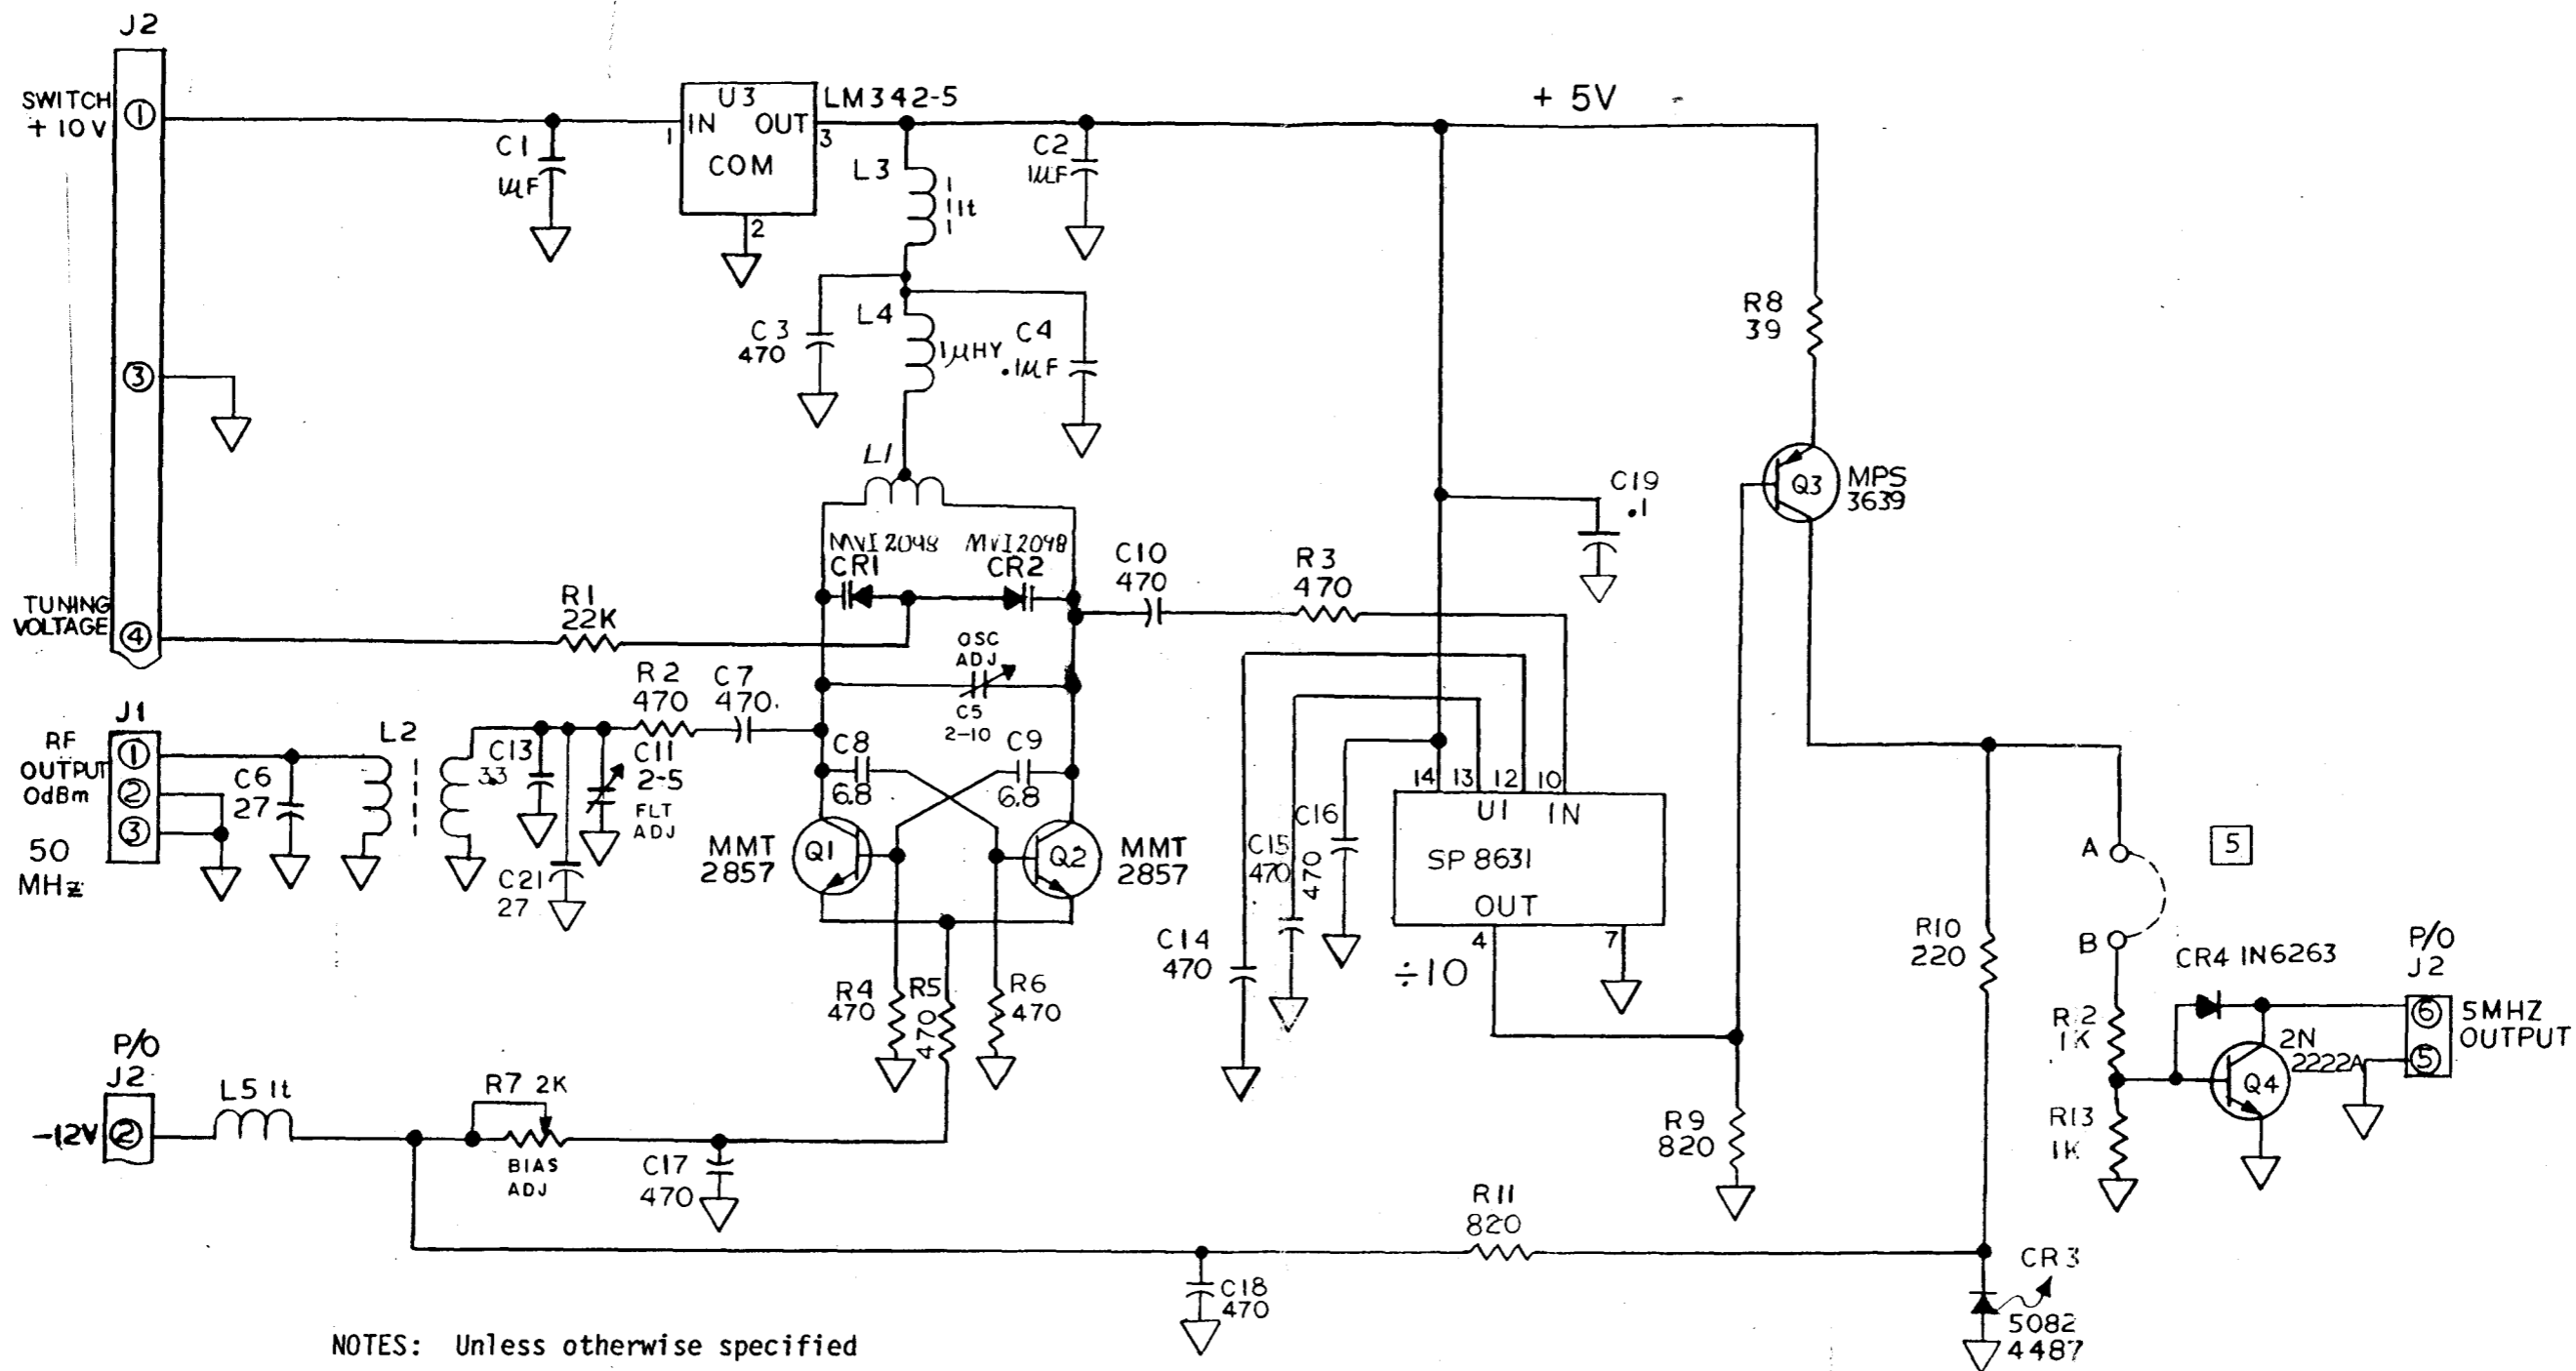 J2
SWITCH
+ 10 V
1
3
TUNING
VOLTAGE
4
C1
1µF
U3
LM342-5
1
IN
OUT
3
COM
2
L3
1t
C2
1µF
+ 5V
C3
470
L4
1µHY
C4
.1µF
L1
MVI2098
MVI2098
CR1
CR2
R1
22K
C10
470
R3
470
C19
.1
R8
39
Q3
MPS
3639
OSC
ADJ
C5
2-10
R2
470
C7
470
J1
RF
OUTPUT
0dBm
1
2
3
50
MHz
C6
27
L2
C13
33
C11
2-5
FLT
ADJ
C21
27
C8
6.8
C9
6.8
MMT
2857
Q1
Q2
MMT
2857
R4
470
R5
470
R6
470
14
13
12
10
U1
IN
SP 8631
OUT
4
7
÷10
C16
470
C15
470
C14
470
R9
820
R10
220
A
B
5
R12
1K
R13
1K
CR4 IN6263
Q4
2N
2222A
P/O
J2
6
5
5MHZ
OUTPUT
P/O
J2
-12V
2
L5 1t
R7 2K
BIAS
ADJ
C17
470
C18
470
R11
820
CR3
5082
4487
NOTES: Unless otherwise specified